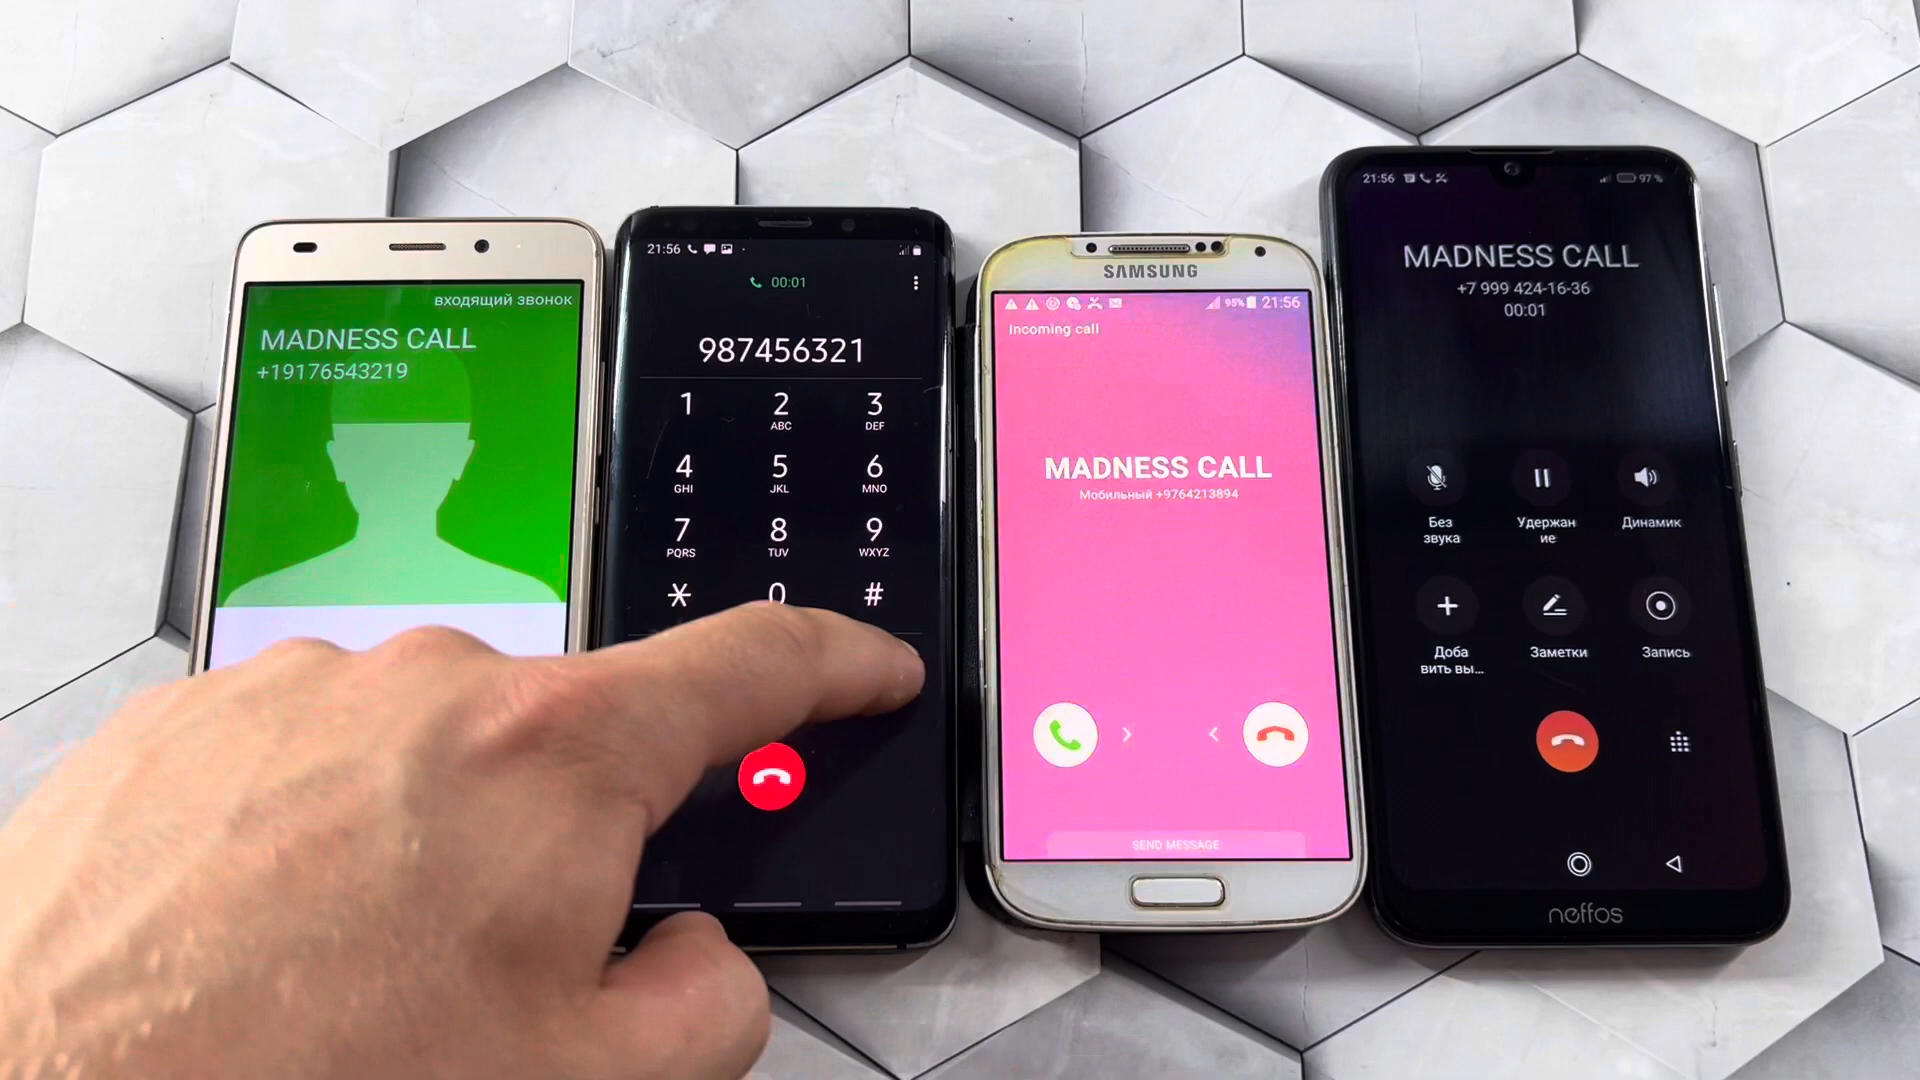 входящий звонок
MADNESS CALL
+19176543219
21:56
00:01
987456321
1 2 3
ABC DEF
4 5 6
GHI JKL MNO
7 8 9
PQRS TUV WXYZ
* 0 #
SAMSUNG
95% 21:56
Incoming call
MADNESS CALL
Мобильный +9764213894
SEND MESSAGE
21:56 97 %
MADNESS CALL
+7 999 424-16-36
00:01
Без
звука
Удержан
ие
Динамик
Доба
вить вы...
Заметки
Запись
neffos